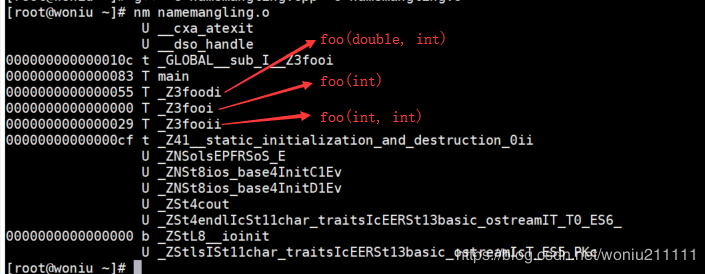 [root@woniu ~]# nm namemangling.o
U __cxa_atexit
U __dso_handle
000000000000010c t _GLOBAL__sub_I__Z3fooi
0000000000000083 T main
0000000000000055 T _Z3foodi
0000000000000000 T _Z3fooi
0000000000000029 T _Z3fooii
00000000000000cf t _Z41__static_initialization_and_destruction_0ii
U _ZNSolsEPFRSoS_E
U _ZNSt8ios_base4InitC1Ev
U _ZNSt8ios_base4InitD1Ev
U _ZSt4cout
U _ZSt4endlIcSt11char_traitsIcEERSt13basic_ostreamIT_T0_ES6_
0000000000000000 b _ZStL8__ioinit
U _ZStlsISt11char_traitsIcEERSt13basic_ostreamIcT_ES5_PKc
[root@woniu ~]#
foo(double, int)
foo(int)
foo(int, int)
https://blog.csdn.net/woniu211111